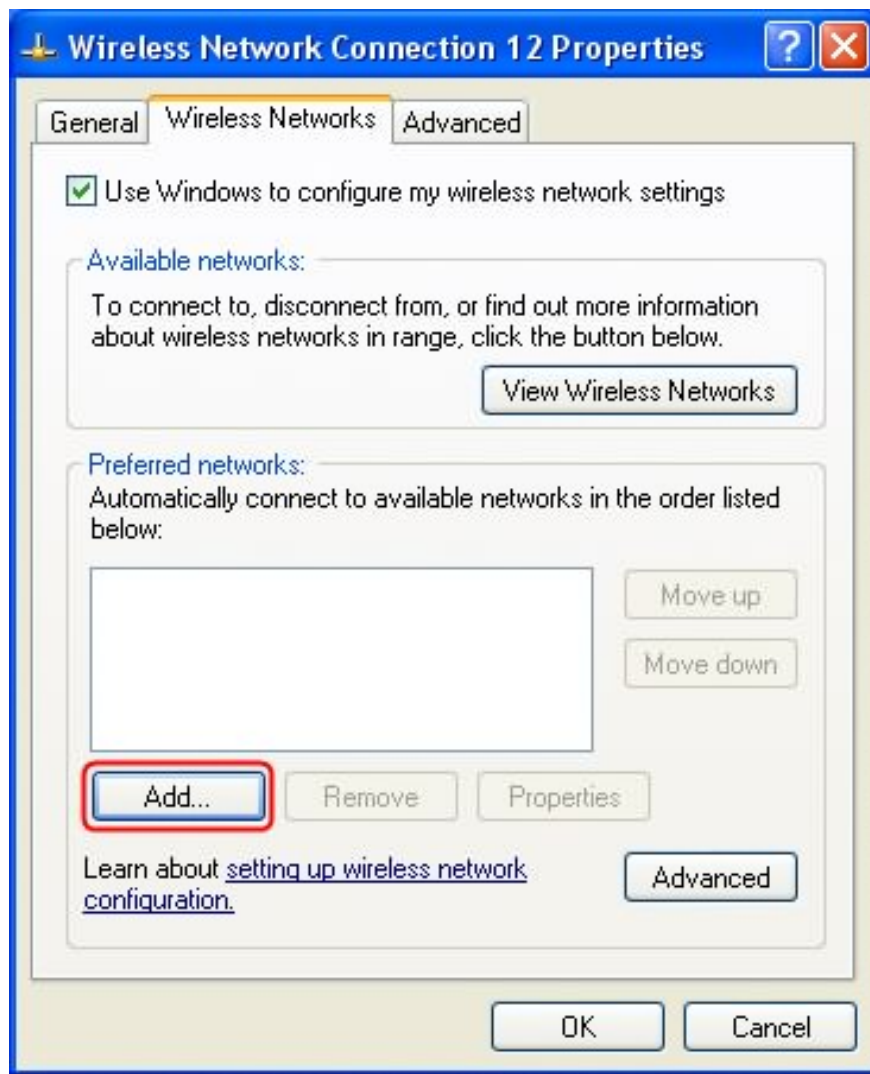 Wireless Network Connection 12 Properties
General
Wireless Networks
Advanced
Use Windows to configure my wireless network settings
Available networks:
To connect to, disconnect from, or find out more information
about wireless networks in range, click the button below.
View Wireless Networks
Preferred networks:
Automatically connect to available networks in the order listed
below:
Move up
Move down
Add...
Remove
Properties
Learn about setting up wireless network
configuration.
Advanced
OK
Cancel